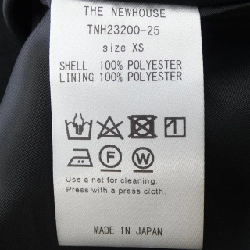 THE NEWHOUSE
TNH23200-25
size XS
SHELL 100% POLYESTER
LINING 100% POLYESTER
F W
Use a net for cleaning.
Press with a press cloth.
MADE IN JAPAN